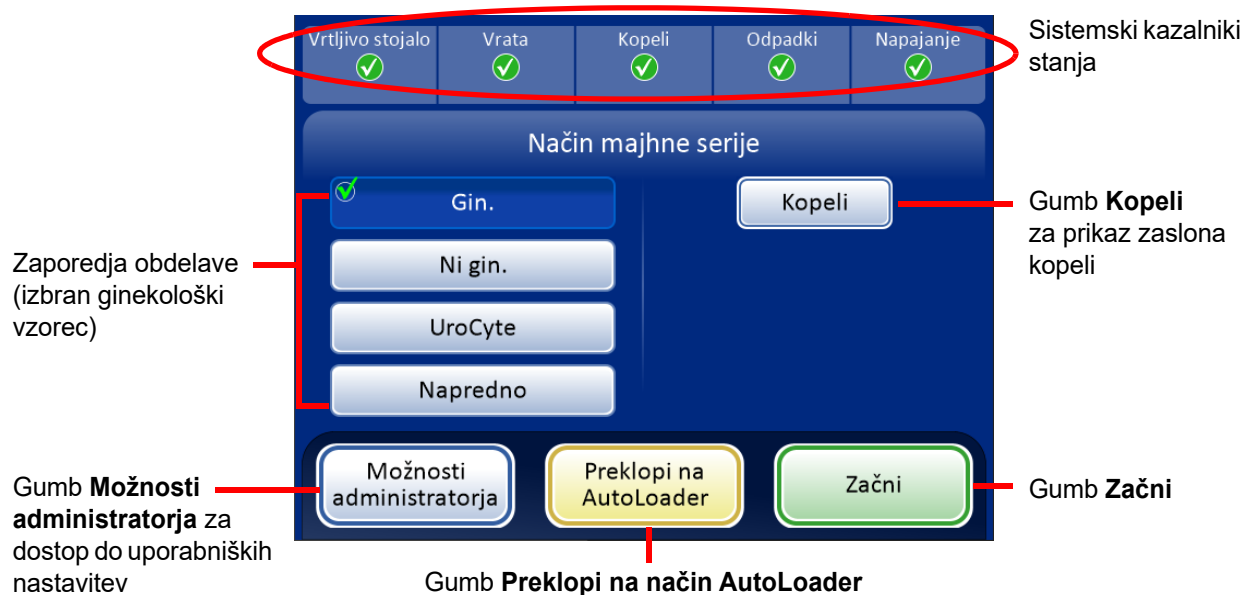 Vrtljivo stojalo
Vrata
Kopeli
Odpadki
Napajanje
Sistemski kazalniki
stanja
Način majhne serije
Gin.
Ni gin.
UroCyte
Napredno
Kopeli
Gumb Kopeli
za prikaz zaslona
kopeli
Zaporedja obdelave
(izbran ginekološki
vzorec)
Možnosti
administratorja
Preklopi na
AutoLoader
Začni
Gumb Možnosti
administratorja za
dostop do uporabniških
nastavitev
Gumb Začni
Gumb Preklopi na način AutoLoader